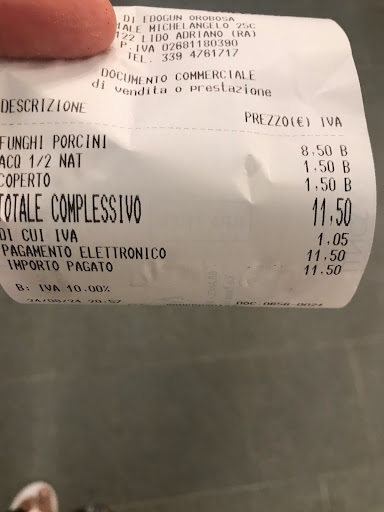 DI EDOGUN OROBOSA
IALE MICHELANGELO 25C
122 LIDO ADRIANO (RA)
P.IVA 02681180390
TEL. 339 4761717
DOCUMENTO COMMERCIALE
di vendita o prestazione
DESCRIZIONE PREZZO(€) IVA
FUNGHI PORCINI 8,50 B
ACQ 1/2 NAT 1,50 B
COPERTO 1,50 B
TOTALE COMPLESSIVO 11,50
DI CUI IVA 1,05
PAGAMENTO ELETTRONICO 11,50
IMPORTO PAGATO 11,50
B: IVA 10.00%